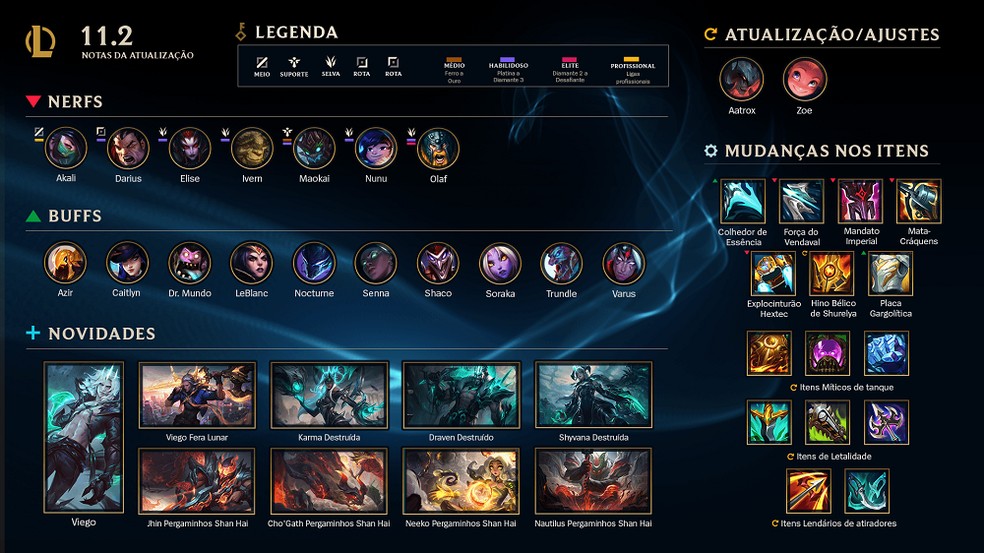 11.2
NOTAS DA ATUALIZAÇÃO
LEGENDA
MEIO
SUPORTE
SELVA
ROTA
ROTA
MÉDIO
Ferro a
Ouro
HABILIDOSO
Platina a
Diamante 3
ELITE
Diamante 2 a
Desafiante
PROFISSIONAL
Ligas
profissionais
NERFS
Akali
Darius
Elise
Ivern
Maokai
Nunu
Olaf
BUFFS
Azir
Caitlyn
Dr. Mundo
LeBlanc
Nocturne
Senna
Shaco
Soraka
Trundle
Varus
NOVIDADES
Viego
Viego Fera Lunar
Karma Destruída
Draven Destruído
Shyvana Destruída
Jhin Pergaminhos Shan Hai
Cho'Gath Pergaminhos Shan Hai
Neeko Pergaminhos Shan Hai
Nautilus Pergaminhos Shan Hai
ATUALIZAÇÃO/AJUSTES
Aatrox
Zoe
MUDANÇAS NOS ITENS
Colhedor de
Essência
Força do
Vendaval
Mandato
Imperial
Mata-
Cráquens
Explocinturão
Hextec
Hino Bélico
de Shurelya
Placa
Gargolítica
Itens Míticos de tanque
Itens de Letalidade
Itens Lendários de atiradores